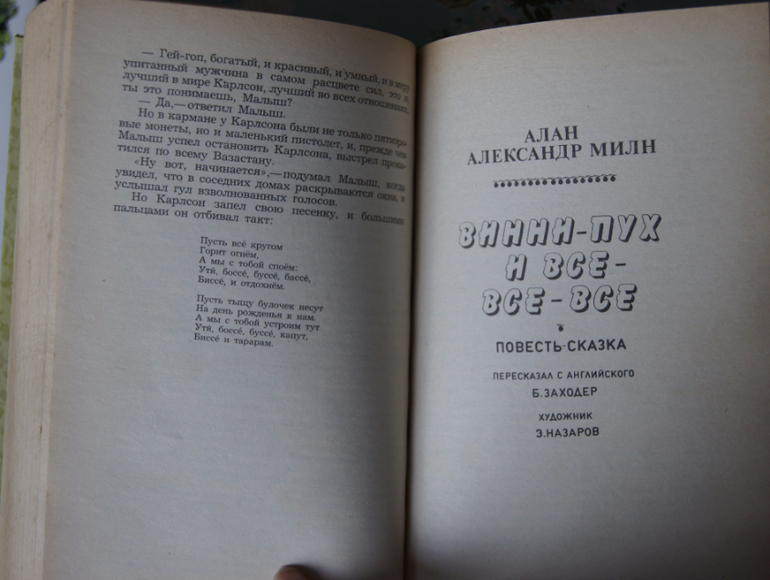 — Гей-гоп, богатый, и красивый, и умный, и в меру
упитанный мужчина в самом расцвете сил, это я,
лучший в мире Карлсон, лучший во всех отношениях,
ты это понимаешь, Малыш?
— Да,— ответил Малыш.
Но в кармане у Карлсона были не только пятиэро-
вые монеты, но и маленький пистолет, и, прежде чем
Малыш успел остановить Карлсона, выстрел прока-
тился по всему Вазастану.
«Ну вот, начинается»,— подумал Малыш, когда
увидел, что в соседних домах раскрываются окна, и
услышал гул взволнованных голосов.
Но Карлсон запел свою песенку, и большими
пальцами он отбивал такт:
Пусть всё кругом
Горит огнём,
А мы с тобой споём:
Ути, боссе, буссе, бассе,
Биссе, и отдохнём.
Пусть тыщу булочек несут
На день рожденья к нам.
А мы с тобой устроим тут
Ути, боссе, буссе, капут,
Биссе и тарарам.
АЛАН
АЛЕКСАНДР МИЛН
ВИННИ-ПУХ
И ВСЕ-
ВСЕ-ВСЕ
ПОВЕСТЬ-СКАЗКА
ПЕРЕСКАЗАЛ С АНГЛИЙСКОГО
Б.ЗАХОДЕР
ХУДОЖНИК
Э.НАЗАРОВ